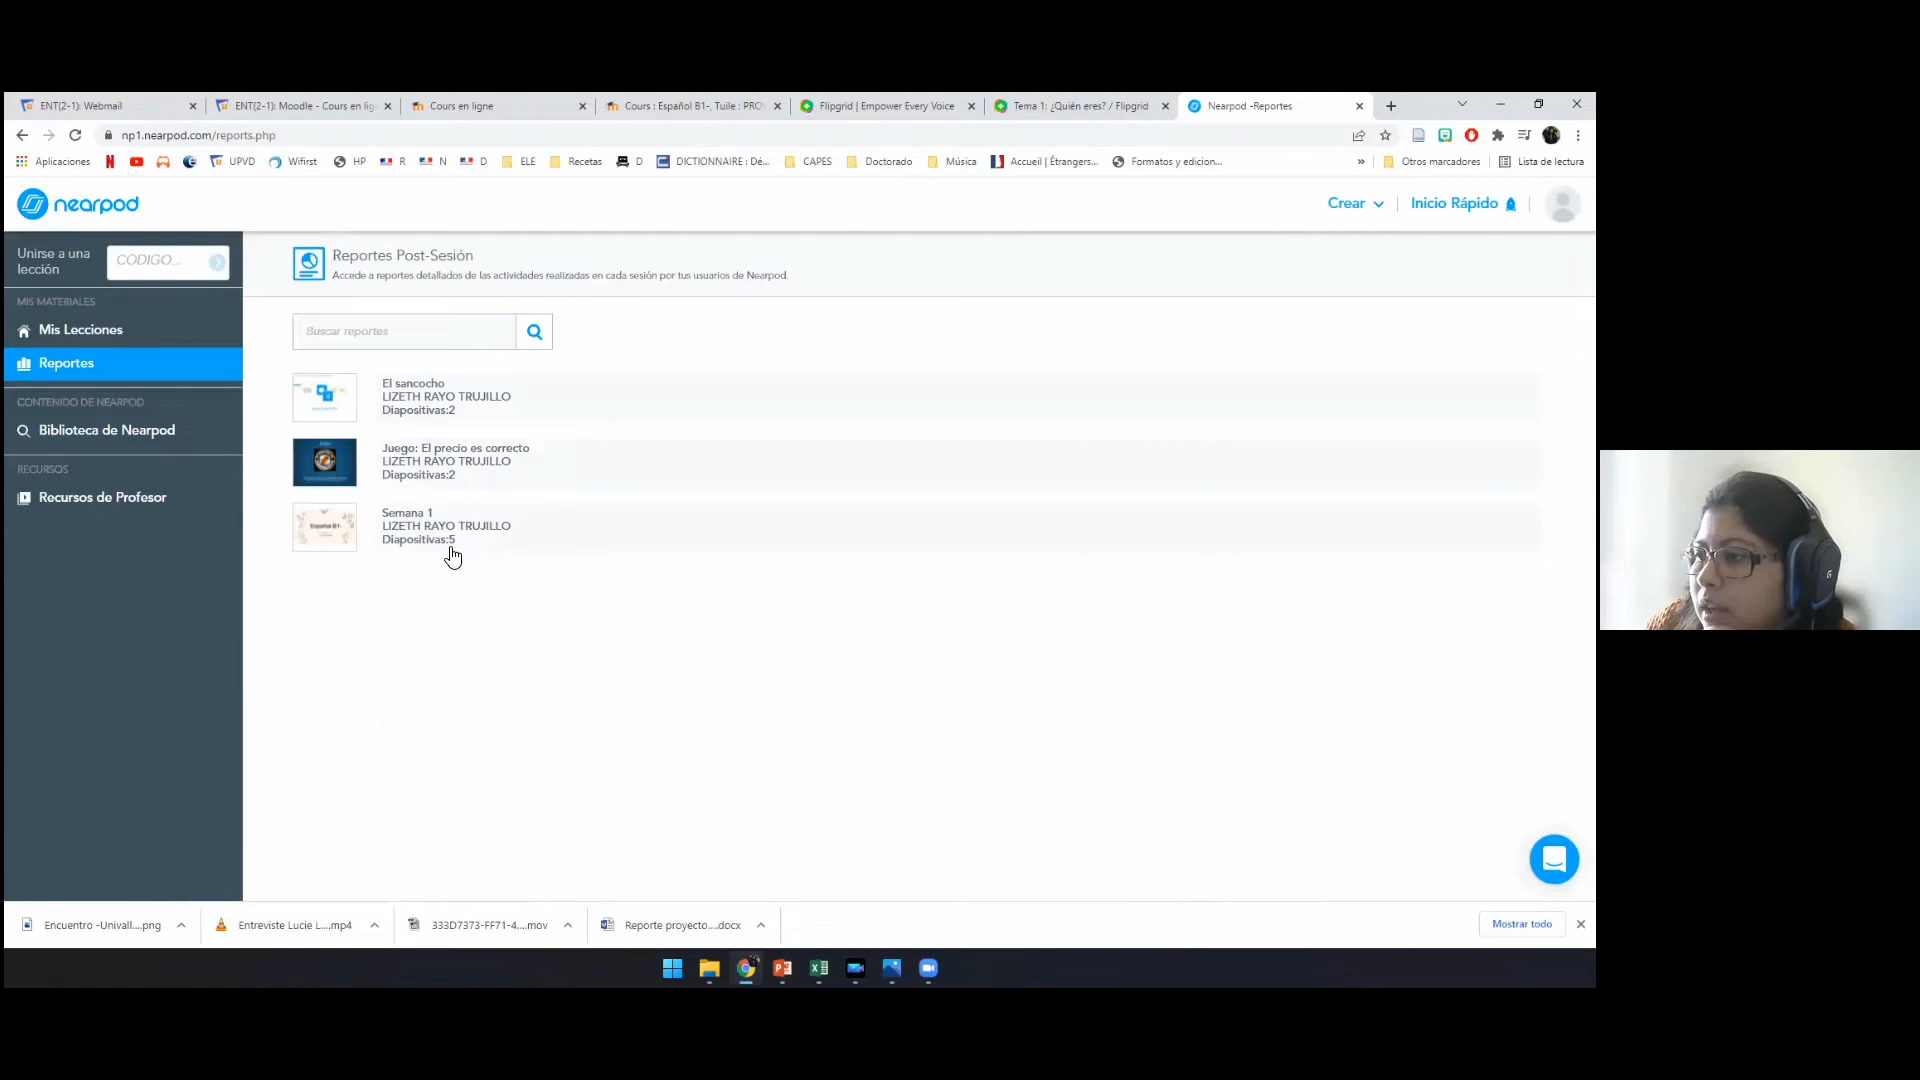 ENT(2-1): Webmail
ENT(2-1): Moodle - Cours en lig
Cours en ligne
Cours : Español B1-, Tuile : PRO
Flipgrid | Empower Every Voice
Tema 1: ¿Quién eres? / Flipgrid
Nearpod -Reportes
np1.nearpod.com/reports.php
Aplicaciones
UPVD
Wifirst
HP
R
N
D
ELE
Recetas
D
DICTIONNAIRE : Dé...
CAPES
Doctorado
Música
Accueil | Étrangers...
Formatos y edicion...
»
Otros marcadores
Lista de lectura
nearpod
Crear
Inicio Rápido
Unirse a una
lección
CÓDIGO...
MIS MATERIALES
Mis Lecciones
Reportes
CONTENIDO DE NEARPOD
Biblioteca de Nearpod
RECURSOS
Recursos de Profesor
Reportes Post-Sesión
Accede a reportes detallados de las actividades realizadas en cada sesión por tus usuarios de Nearpod.
Buscar reportes
El sancocho
LIZETH RAYO TRUJILLO
Diapositivas:2
Juego: El precio es correcto
LIZETH RAYO TRUJILLO
Diapositivas:2
Español B1
Semana 1
LIZETH RAYO TRUJILLO
Diapositivas:5
Encuentro -Univall....png
Entreviste Lucie L....mp4
333D7373-FF71-4....mov
Reporte proyecto....docx
Mostrar todo